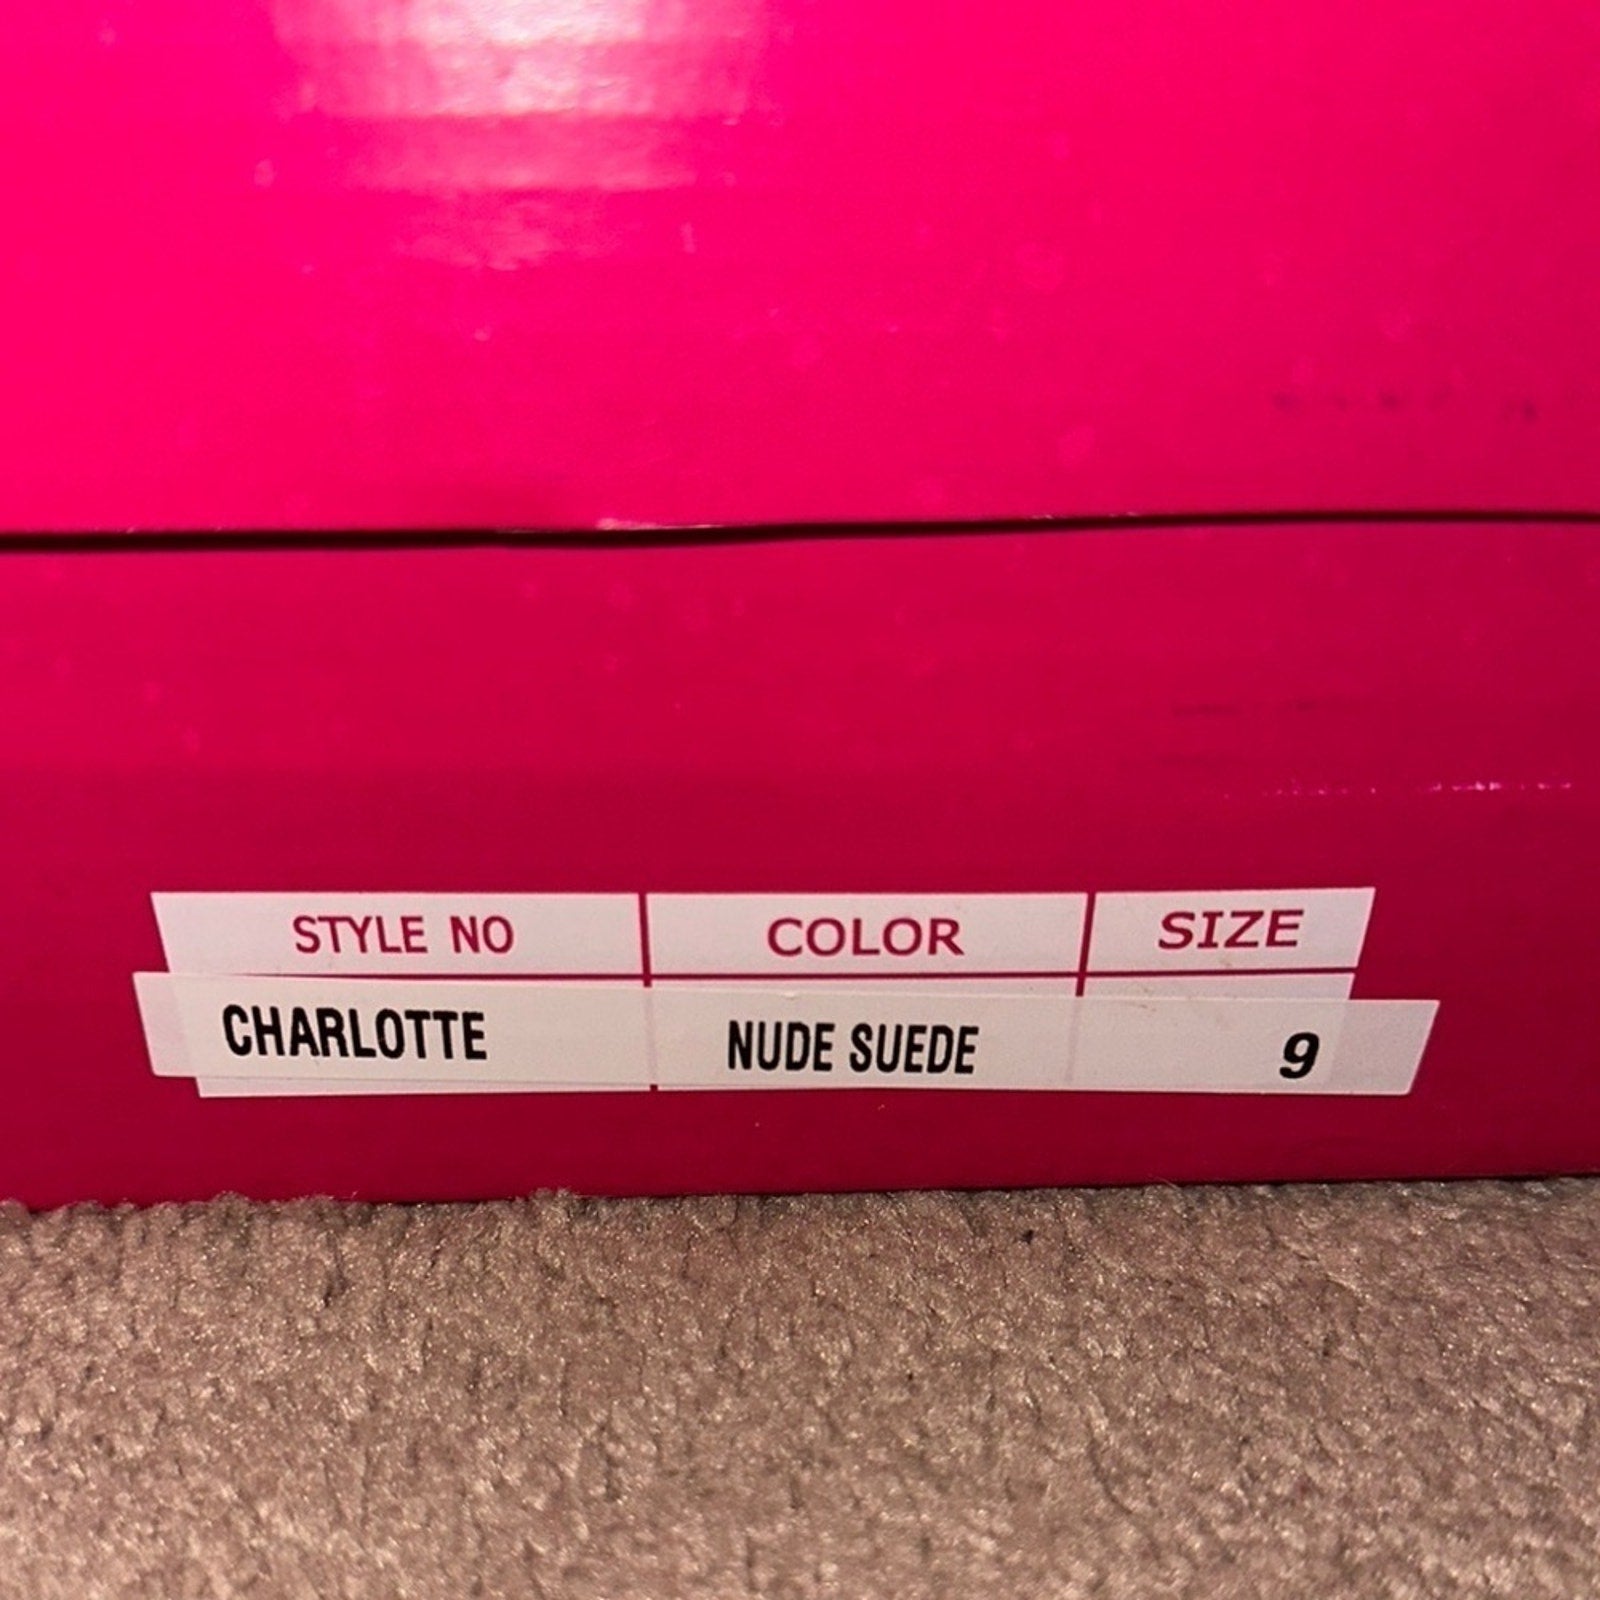 STYLE NO COLOR SIZE
CHARLOTTE NUDE SUEDE 9